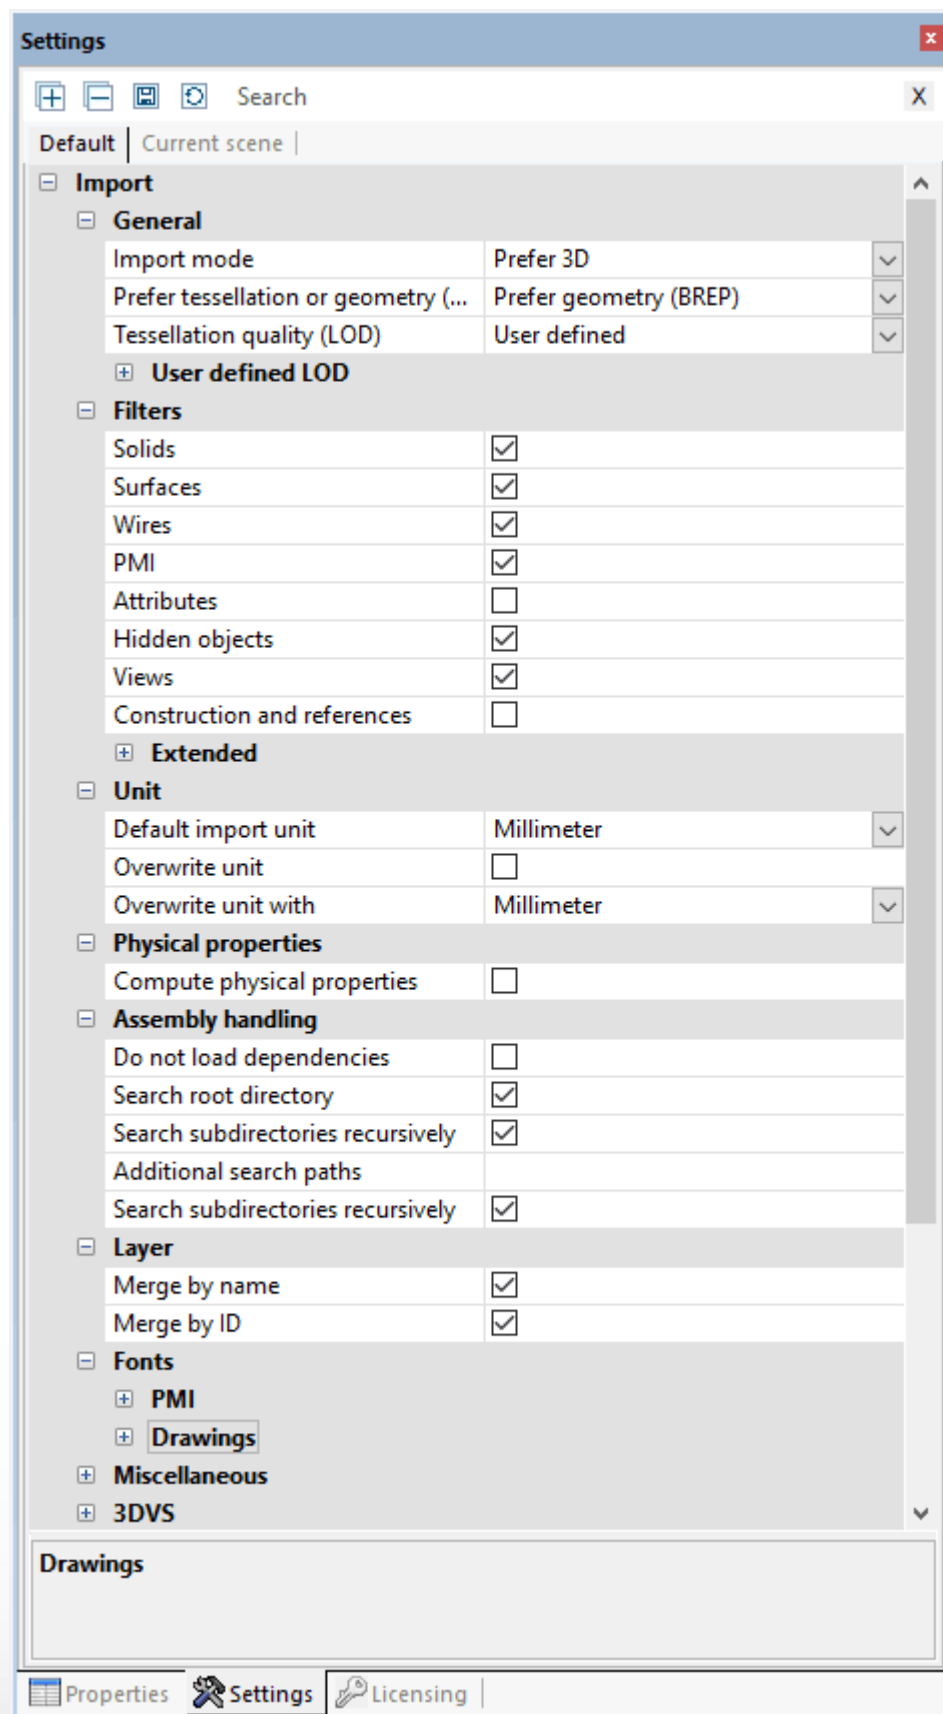 Settings
Search X
Default Current scene
Import
General
Import mode Prefer 3D
Prefer tessellation or geometry (... Prefer geometry (BREP)
Tessellation quality (LOD) User defined
User defined LOD
Filters
Solids
Surfaces
Wires
PMI
Attributes
Hidden objects
Views
Construction and references
Extended
Unit
Default import unit Millimeter
Overwrite unit
Overwrite unit with Millimeter
Physical properties
Compute physical properties
Assembly handling
Do not load dependencies
Search root directory
Search subdirectories recursively
Additional search paths
Search subdirectories recursively
Layer
Merge by name
Merge by ID
Fonts
PMI
Drawings
Miscellaneous
3DVS
Drawings
Properties Settings Licensing